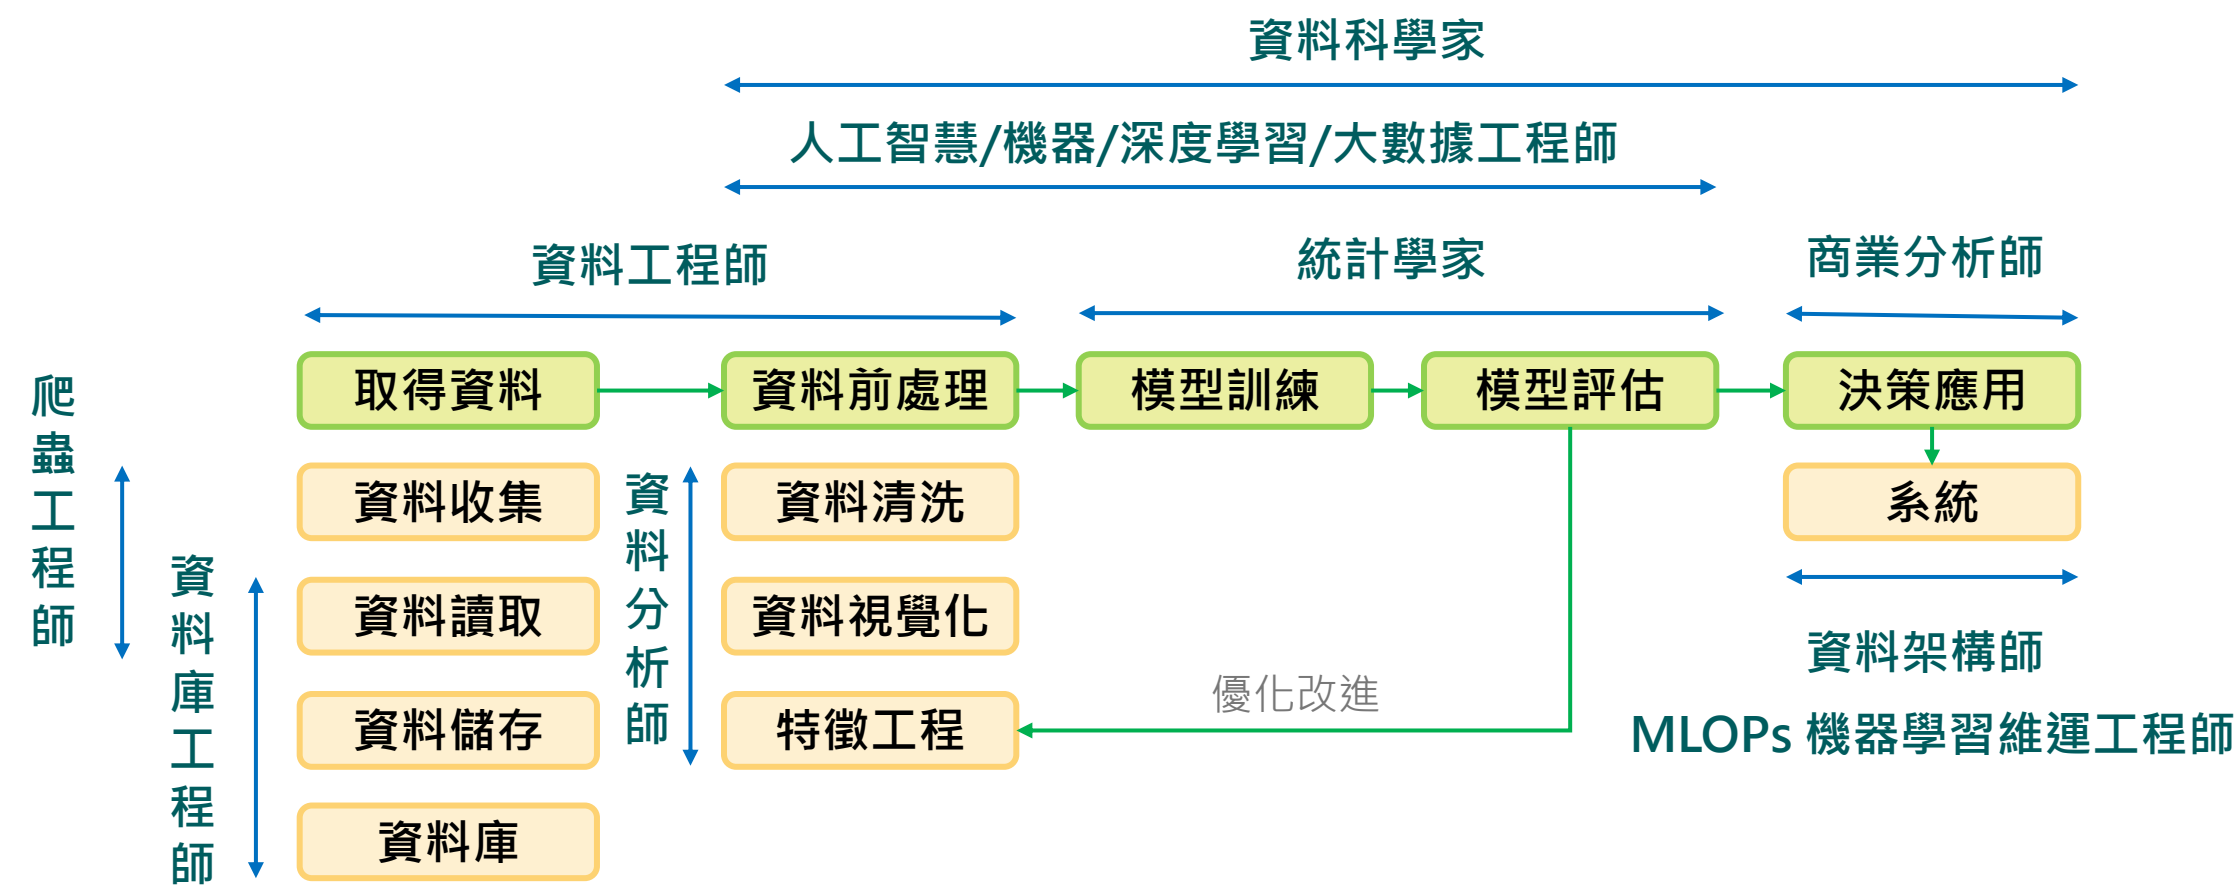 資料科學家
人工智慧/機器/深度學習/大數據工程師
資料工程師
統計學家
商業分析師
取得資料
資料前處理
模型訓練
模型評估
決策應用
爬蟲工程師
資料庫工程師
資料收集
資料讀取
資料儲存
資料庫
資料分析師
資料清洗
資料視覺化
特徵工程
優化改進
系統
資料架構師
MLOPs 機器學習維運工程師